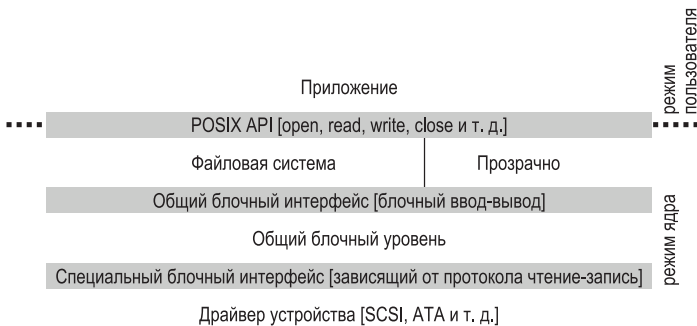 Приложение
POSIX API [open, read, write, close и т. д.]
Файловая система
Прозрачно
Общий блочный интерфейс [блочный ввод-вывод]
Общий блочный уровень
Специальный блочный интерфейс [зависящий от протокола чтение-запись]
Драйвер устройства [SCSI, ATA и т. д.]
режим
пользователя
режим ядра